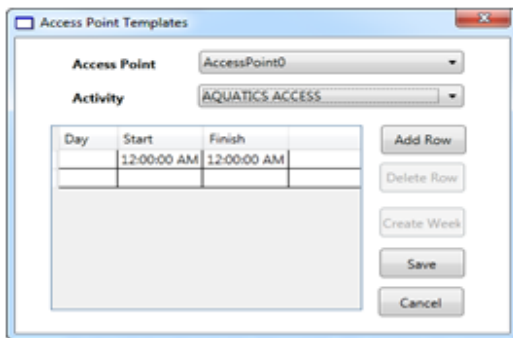 Access Point Templates
Access Point AccessPoint0
Activity AQUATICS ACCESS
Day Start Finish
12:00:00 AM 12:00:00 AM
Add Row
Delete Row
Create Week
Save
Cancel